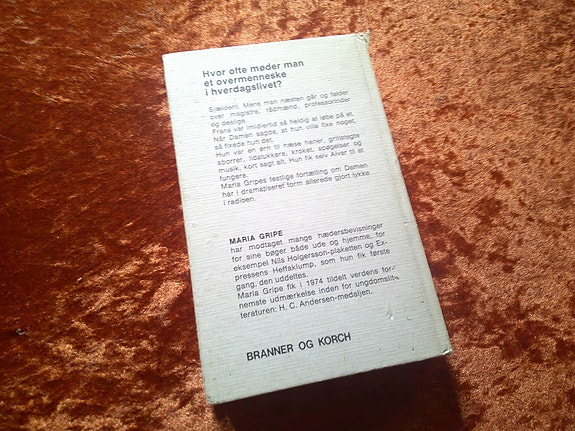 Hvor ofte møder man
et overmenneske
i hverdagslivet?
Sjældent. Mens man næsten går og falder
over magistre, rådmænd, professorinder
og deslige.
Frans var imidlertid så heldig at løbe på et.
Når Damen sagde, at hun ville fixe noget,
så fixede hun det.
Hun var en ørn til hæse haner, grillstegte
aborrer, ildslukkere, kroket, spøgelser og
musik, kort sagt alt. Hun fik selv Alvar til at
fungere.
Maria Gripes festlige fortælling om Damen
har i dramatiseret form allerede gjort lykke
i radioen.
MARIA GRIPE
har modtaget mange hædersbevisninger
for sine bøger både ude og hjemme, for
eksempel Nils Holgersson-plaketten og Ex-
pressens Heffaklump, som hun fik første
gang, den uddeltes.
Maria Gripe fik i 1974 tildelt verdens for-
nemste udmærkelse inden for ungdomslit-
teraturen: H. C. Andersen-medaljen.
BRANNER OG KORCH